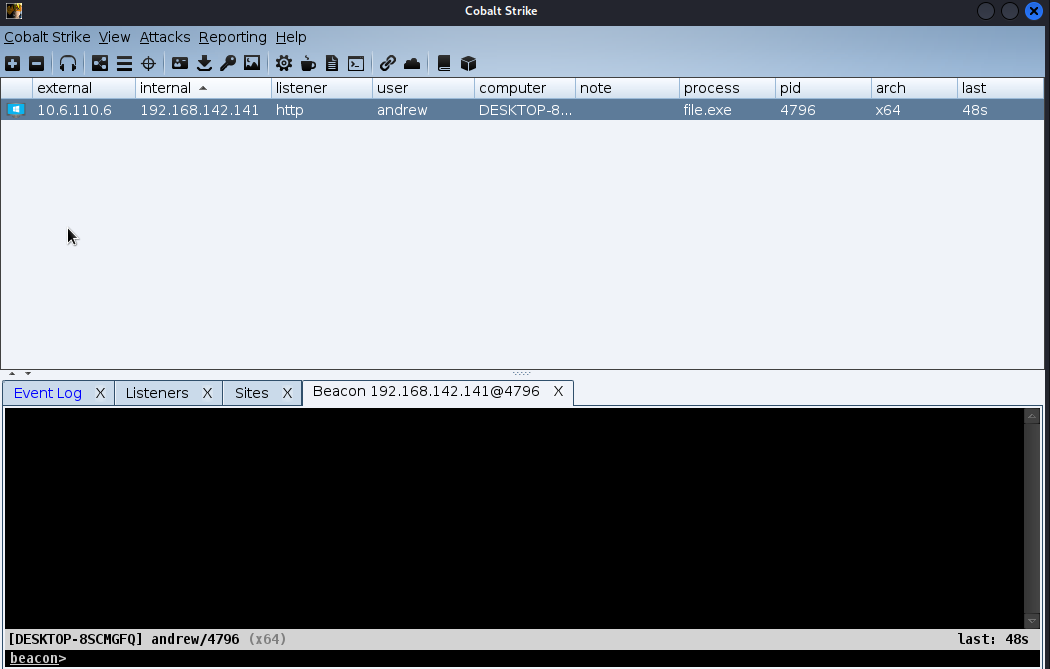 Cobalt Strike
Cobalt Strike View Attacks Reporting Help
external internal listener user computer note process pid arch last
10.6.110.6 192.168.142.141 http andrew DESKTOP-8... file.exe 4796 x64 48s
Event Log X Listeners X Sites X Beacon 192.168.142.141@4796 X
[DESKTOP-8SCMGFQ] andrew/4796 (x64) last: 48s
beacon>